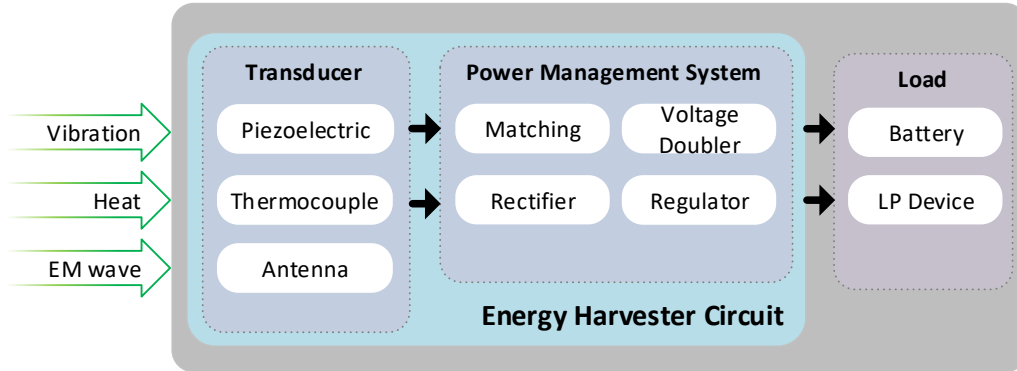 Vibration
Heat
EM wave
Transducer
Piezoelectric
Thermocouple
Antenna
Power Management System
Matching
Voltage
Doubler
Rectifier
Regulator
Energy Harvester Circuit
Load
Battery
LP Device